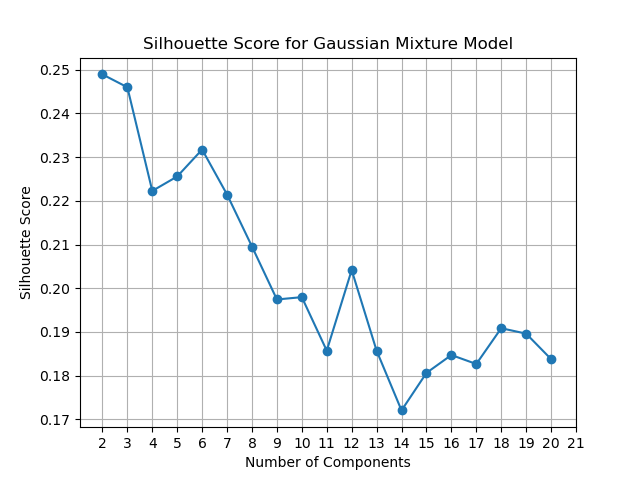 Silhouette Score for Gaussian Mixture Model
0.25
0.24
0.23
0.22
0.21
0.20
0.19
0.18
0.17
Silhouette Score
2 3 4 5 6 7 8 9 10 11 12 13 14 15 16 17 18 19 20 21
Number of Components